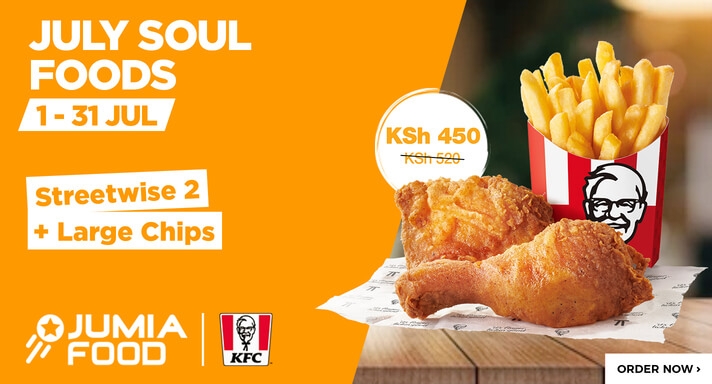 JULY SOUL
FOODS
1 - 31 JUL
KSh 450
KSh 520
Streetwise 2
+ Large Chips
JUMIA
FOOD
KFC
ORDER NOW ›